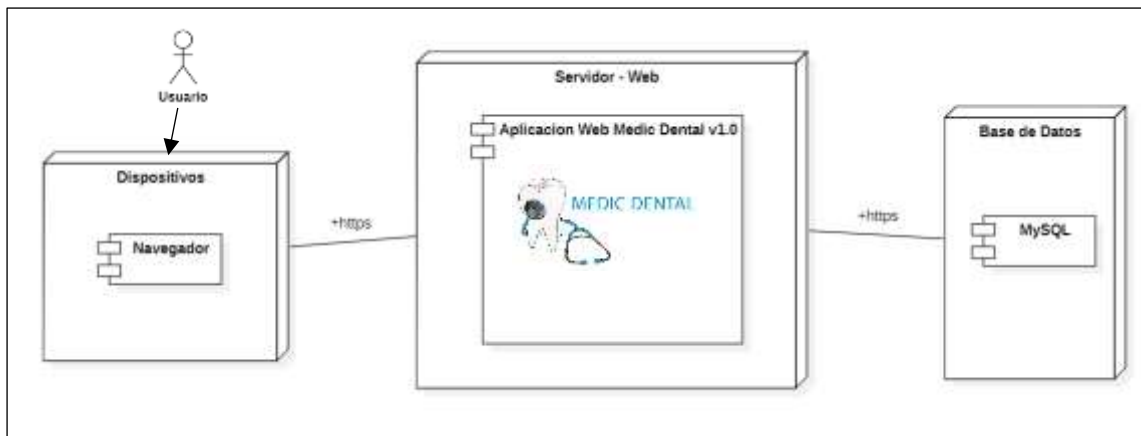 Usuario
Dispositivos
Navegador
+https
Servidor - Web
Aplicacion Web Medic Dental v1.0
MEDIC DENTAL
+https
Base de Datos
MySQL